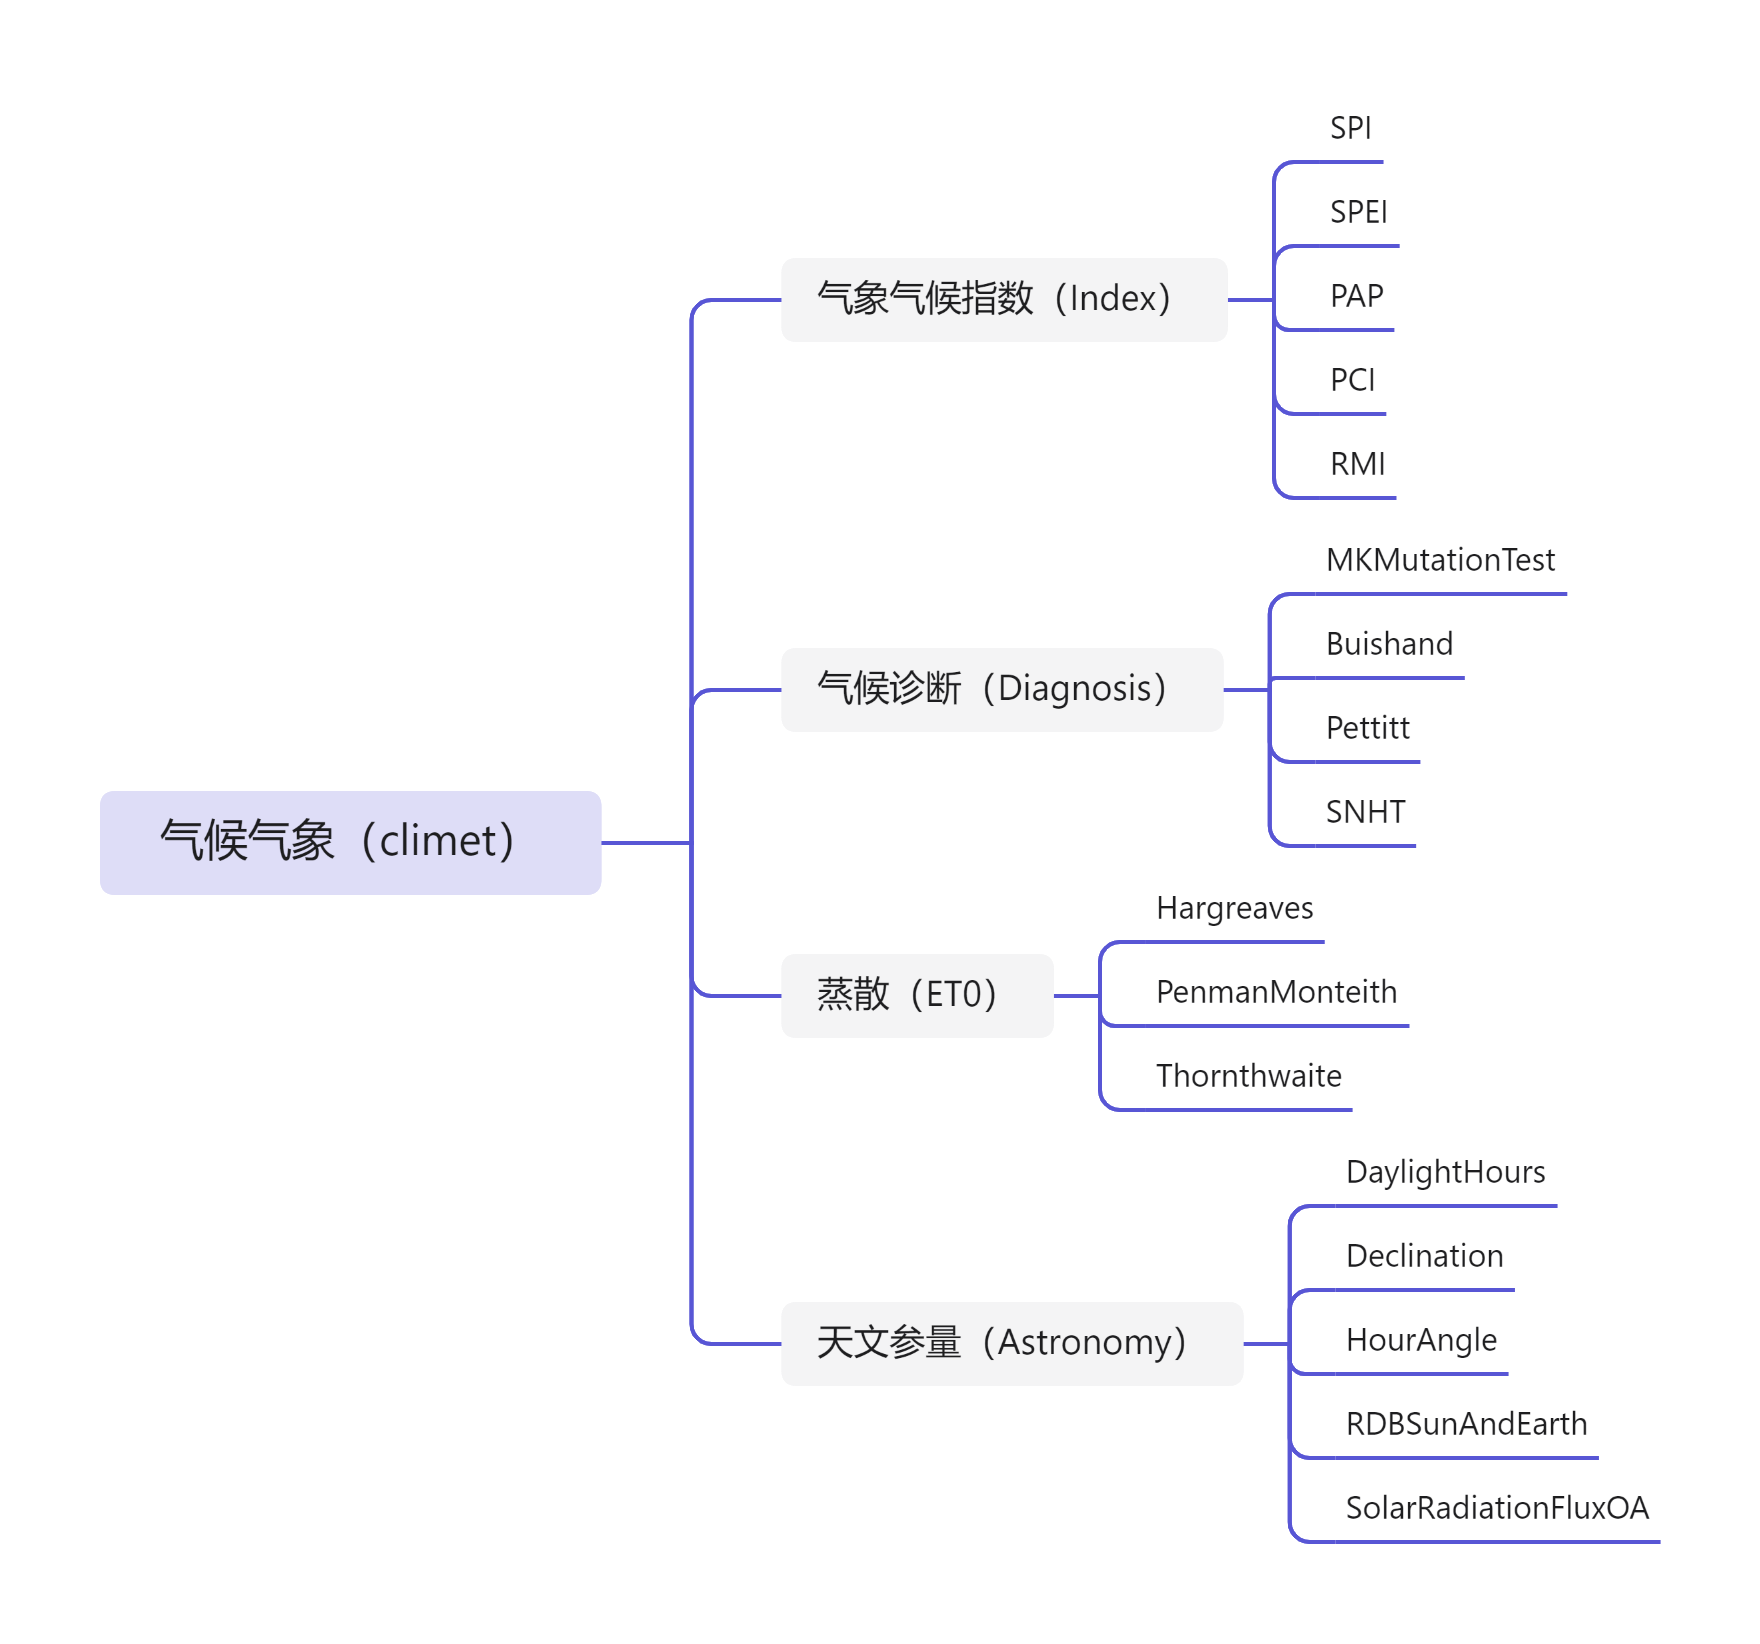 气候气象（climet）
气象气候指数（Index）
SPI
SPEI
PAP
PCI
RMI
气候诊断（Diagnosis）
MKMutationTest
Buishand
Pettitt
SNHT
蒸散（ET0）
Hargreaves
PenmanMonteith
Thornthwaite
天文参量（Astronomy）
DaylightHours
Declination
HourAngle
RDBSunAndEarth
SolarRadiationFluxOA